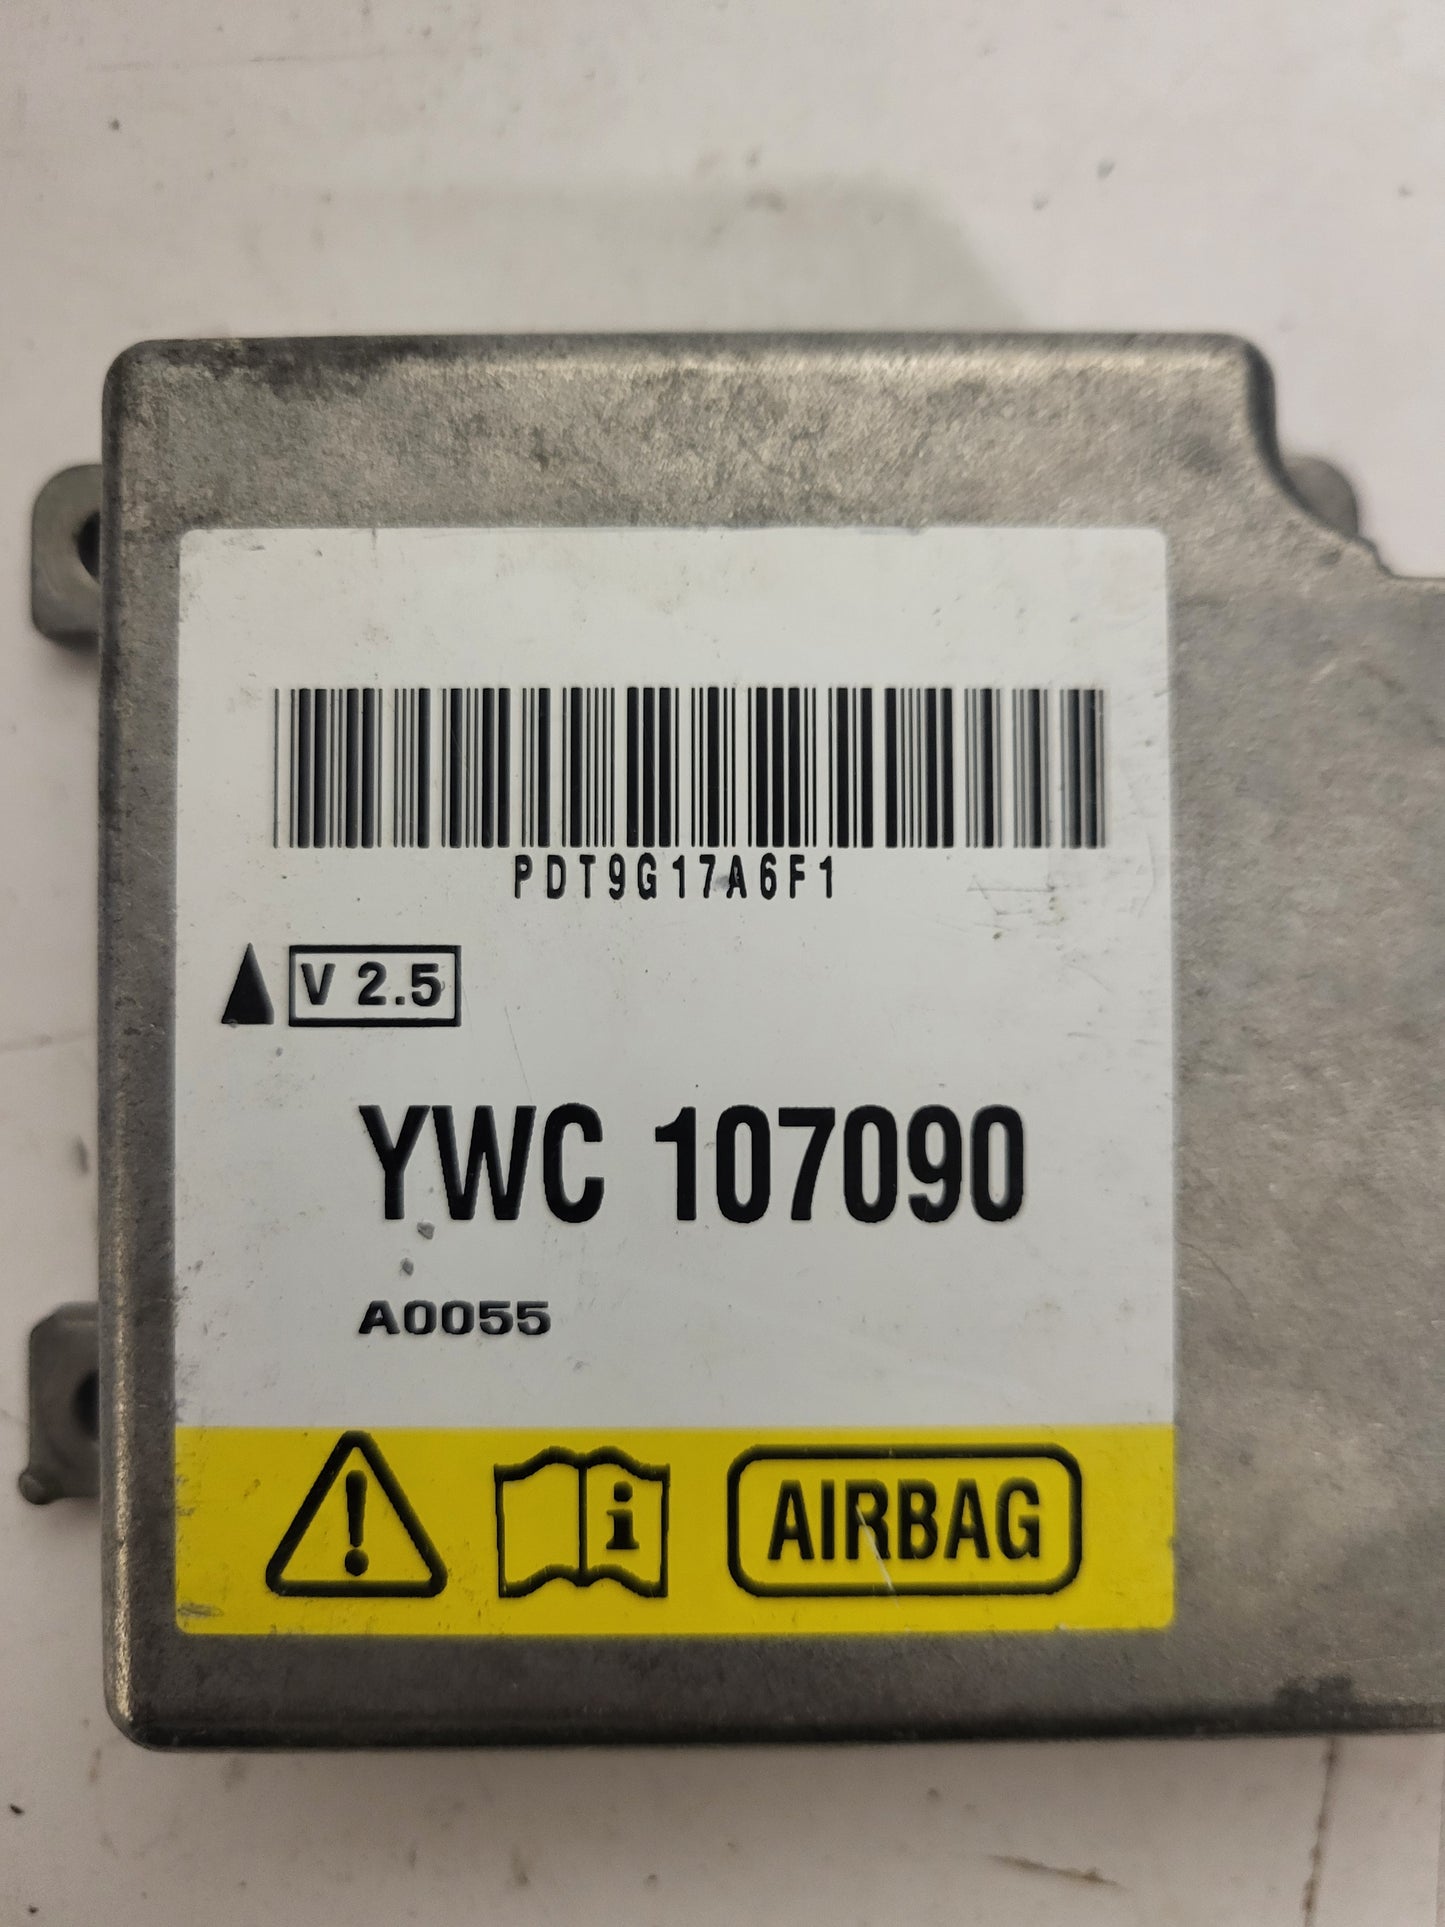 PDT9G17A6F1
V 2.5
YWC 107090
A0055
! i AIRBAG